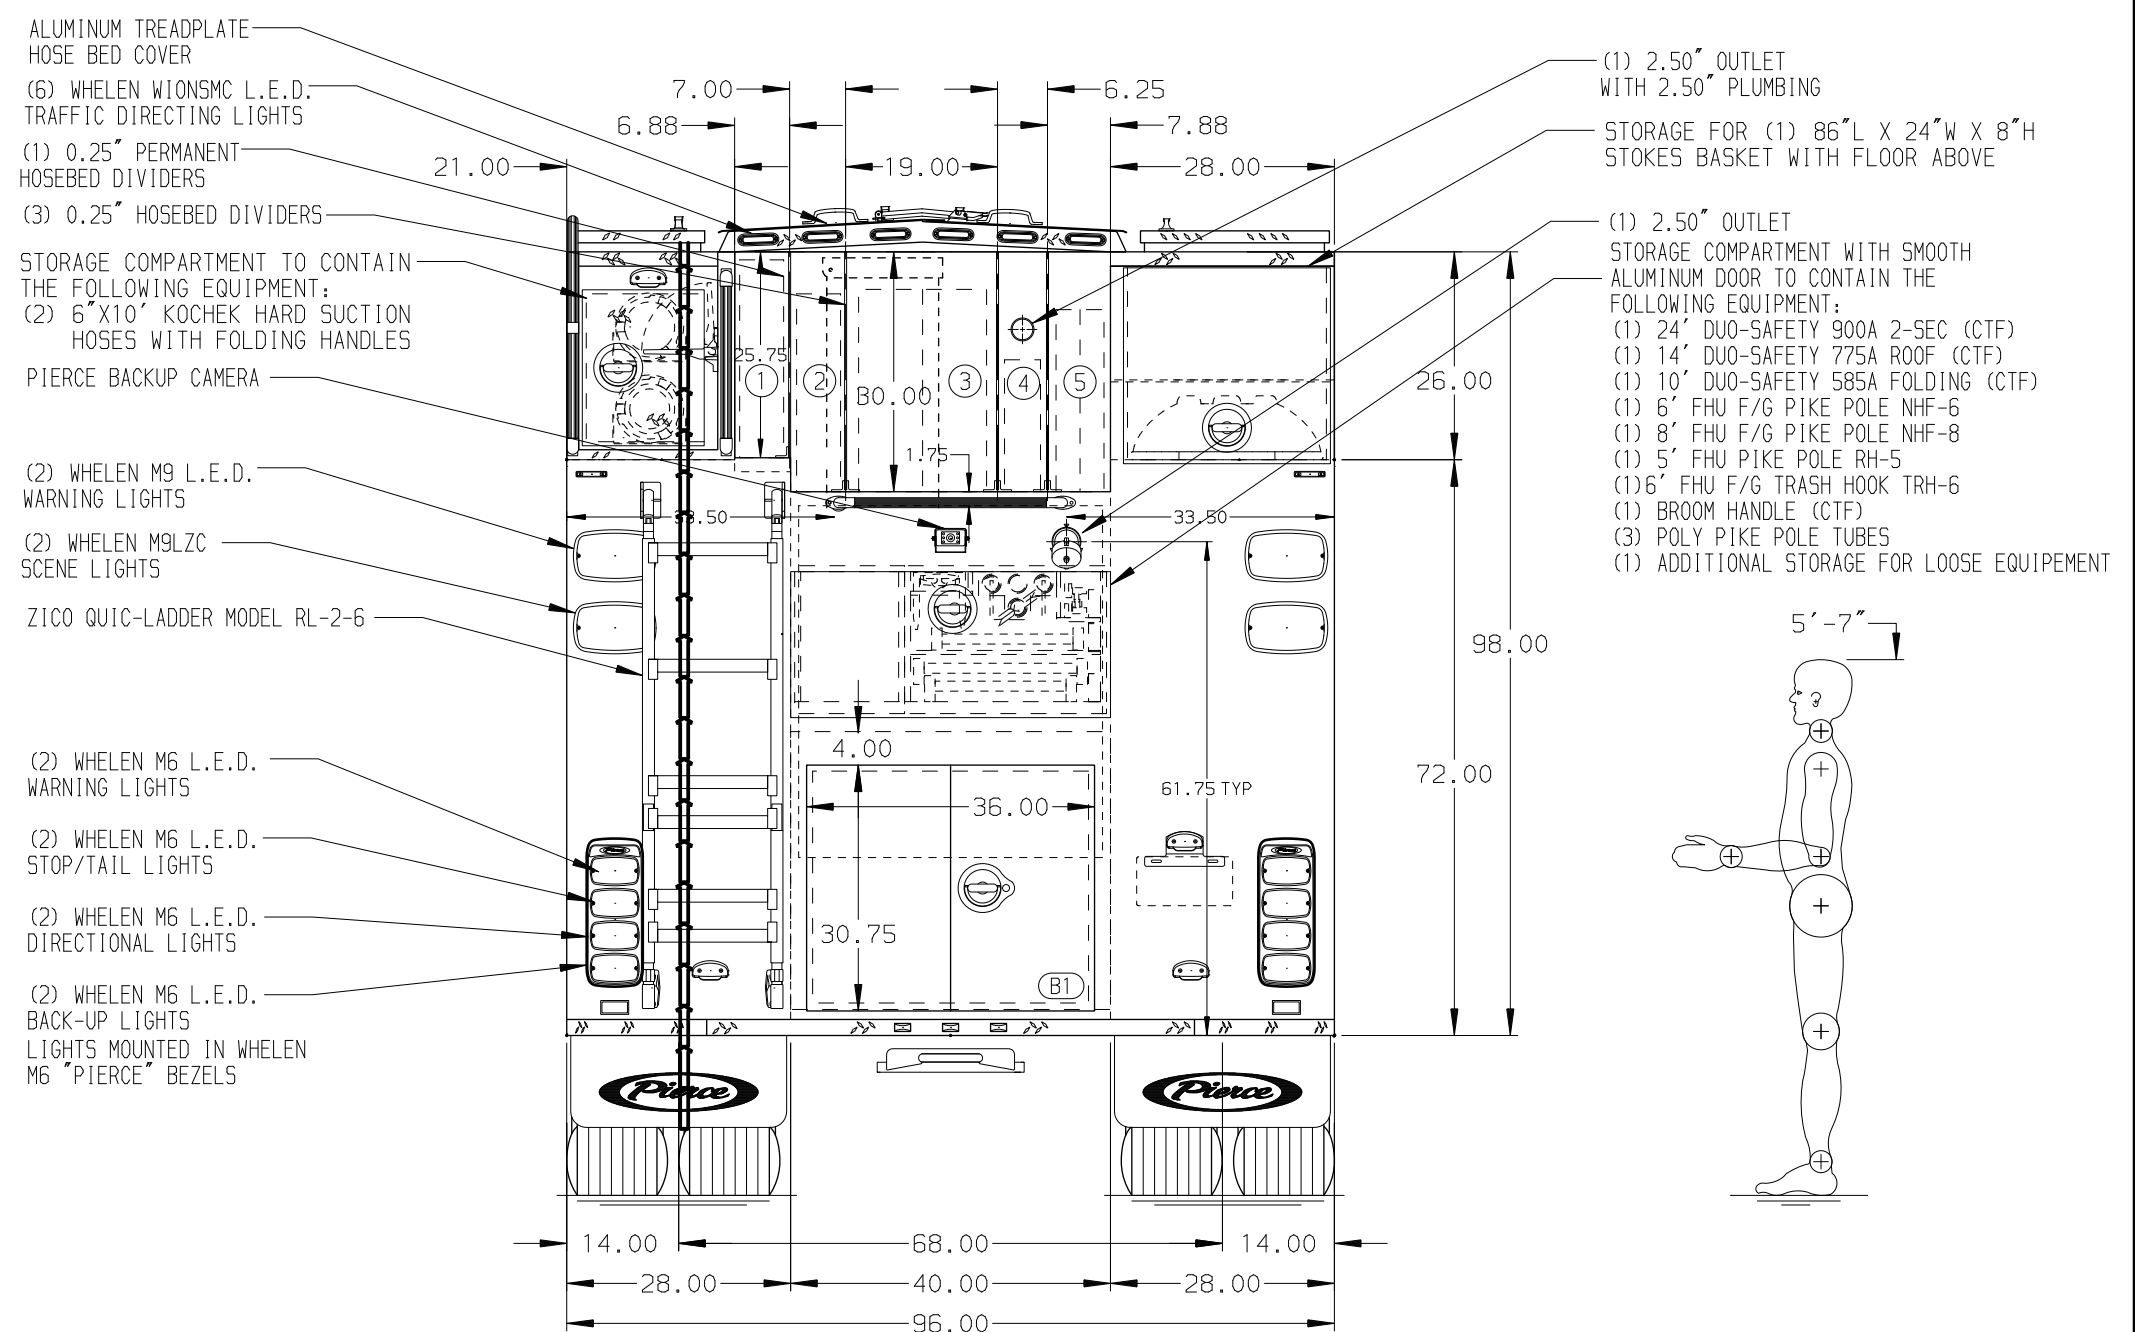 ALUMINUM TREADPLATE
HOSE BED COVER
(6) WHELEN WIONSMC L.E.D.
TRAFFIC DIRECTING LIGHTS
(1) 0.25" PERMANENT
HOSEBED DIVIDERS
(3) 0.25" HOSEBED DIVIDERS
STORAGE COMPARTMENT TO CONTAIN
THE FOLLOWING EQUIPMENT:
(2) 6"X10' KOCHEK HARD SUCTION
HOSES WITH FOLDING HANDLES
PIERCE BACKUP CAMERA
(2) WHELEN M9 L.E.D.
WARNING LIGHTS
(2) WHELEN M9LZC
SCENE LIGHTS
ZICO QUIC-LADDER MODEL RL-2-6
(2) WHELEN M6 L.E.D.
WARNING LIGHTS
(2) WHELEN M6 L.E.D.
STOP/TAIL LIGHTS
(2) WHELEN M6 L.E.D.
DIRECTIONAL LIGHTS
(2) WHELEN M6 L.E.D.
BACK-UP LIGHTS
LIGHTS MOUNTED IN WHELEN
M6 "PIERCE" BEZELS
7.00
6.25
6.88
7.88
21.00
19.00
28.00
25.75
1
2
30.00
3
4
5
26.00
1.75
33.50
33.50
98.00
4.00
72.00
61.75 TYP
36.00
30.75
B1
Pierce
Pierce
Pierce
Pierce
14.00
68.00
14.00
28.00
40.00
28.00
96.00
(1) 2.50" OUTLET
WITH 2.50" PLUMBING
STORAGE FOR (1) 86"L X 24"W X 8"H
STOKES BASKET WITH FLOOR ABOVE
(1) 2.50" OUTLET
STORAGE COMPARTMENT WITH SMOOTH
ALUMINUM DOOR TO CONTAIN THE
FOLLOWING EQUIPMENT:
(1) 24' DUO-SAFETY 900A 2-SEC (CTF)
(1) 14' DUO-SAFETY 775A ROOF (CTF)
(1) 10' DUO-SAFETY 585A FOLDING (CTF)
(1) 6' FHU F/G PIKE POLE NHF-6
(1) 8' FHU F/G PIKE POLE NHF-8
(1) 5' FHU PIKE POLE RH-5
(1)6' FHU F/G TRASH HOOK TRH-6
(1) BROOM HANDLE (CTF)
(3) POLY PIKE POLE TUBES
(1) ADDITIONAL STORAGE FOR LOOSE EQUIPEMENT
5'-7"